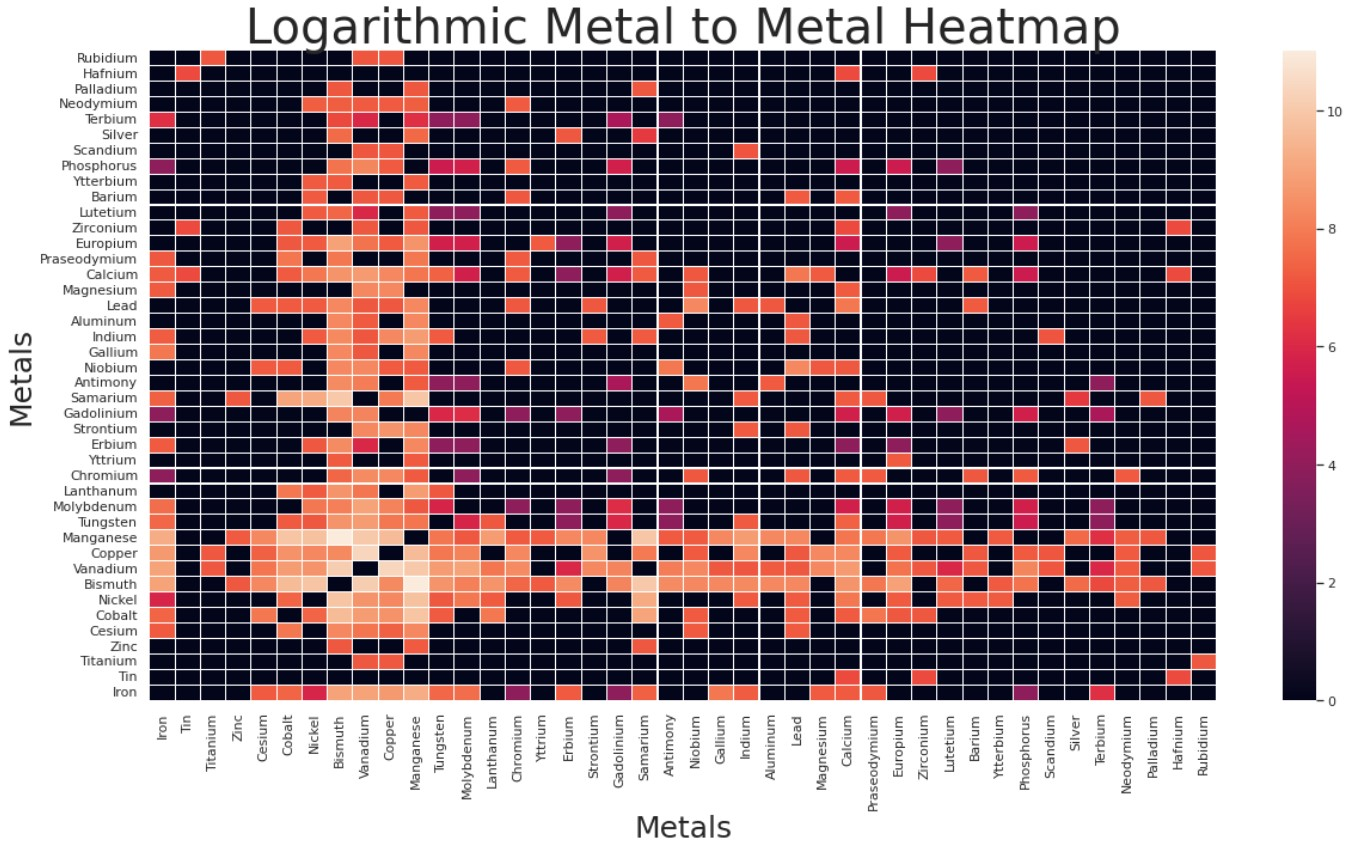 Logarithmic Metal to Metal Heatmap
Metals
Rubidium
Hafnium
Palladium
Neodymium
Terbium
Silver
Scandium
Phosphorus
Ytterbium
Barium
Lutetium
Zirconium
Europium
Praseodymium
Calcium
Magnesium
Lead
Aluminum
Indium
Gallium
Niobium
Antimony
Samarium
Gadolinium
Strontium
Erbium
Yttrium
Chromium
Lanthanum
Molybdenum
Tungsten
Manganese
Copper
Vanadium
Bismuth
Nickel
Cobalt
Cesium
Zinc
Titanium
Tin
Iron
Iron
Tin
Titanium
Zinc
Cesium
Cobalt
Nickel
Bismuth
Vanadium
Copper
Manganese
Tungsten
Molybdenum
Lanthanum
Chromium
Yttrium
Erbium
Strontium
Gadolinium
Samarium
Antimony
Niobium
Gallium
Indium
Aluminum
Lead
Magnesium
Calcium
Praseodymium
Europium
Zirconium
Lutetium
Barium
Ytterbium
Phosphorus
Scandium
Silver
Terbium
Neodymium
Palladium
Hafnium
Rubidium
Metals
10
8
6
4
2
0